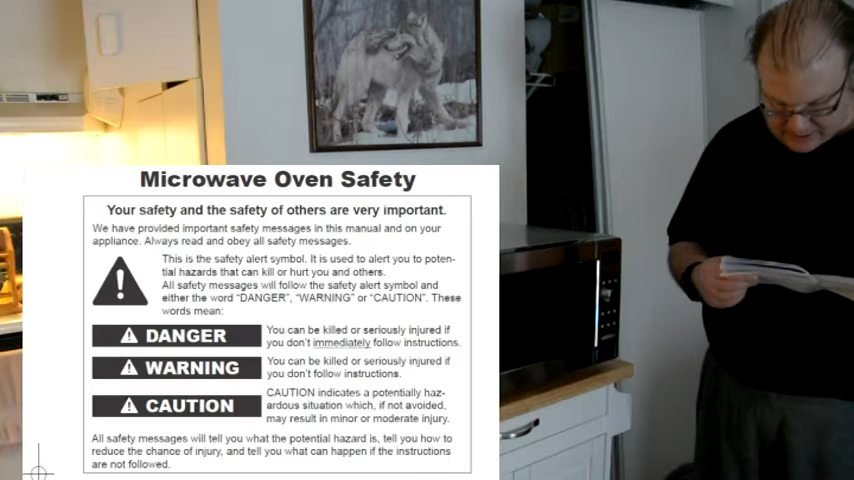 Microwave Oven Safety
Your safety and the safety of others are very important.
We have provided important safety messages in this manual and on your
appliance. Always read and obey all safety messages.
This is the safety alert symbol. It is used to alert you to poten-
tial hazards that can kill or hurt you and others.
All safety messages will follow the safety alert symbol and
either the word “DANGER”, “WARNING” or “CAUTION”. These
words mean:
DANGER
You can be killed or seriously injured if
you don’t immediately follow instructions.
WARNING
You can be killed or seriously injured if
you don’t follow instructions.
CAUTION
CAUTION indicates a potentially haz-
ardous situation which, if not avoided,
may result in minor or moderate injury.
All safety messages will tell you what the potential hazard is, tell you how to
reduce the chance of injury, and tell you what can happen if the instructions
are not followed.